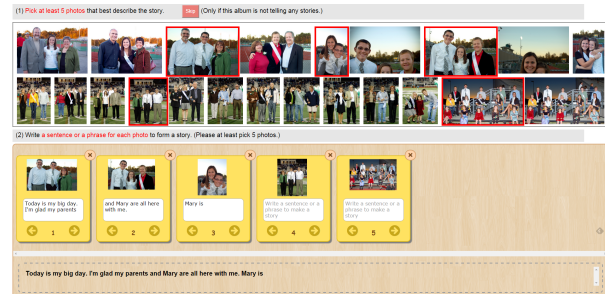 (1) Pick at least 5 photos that best describe the story. Skip (Only if this album is not telling any stories.)
(2) Write a sentence or a phrase for each photo to form a story. (Please at least pick 5 photos.)
Today is my big day.
I'm glad my parents
1
and Mary are all here
with me.
2
Mary is
3
Write a sentence or a
phrase to make a
story
4
Write a sentence or a
phrase to make a
story
5
Today is my big day. I'm glad my parents and Mary are all here with me. Mary is